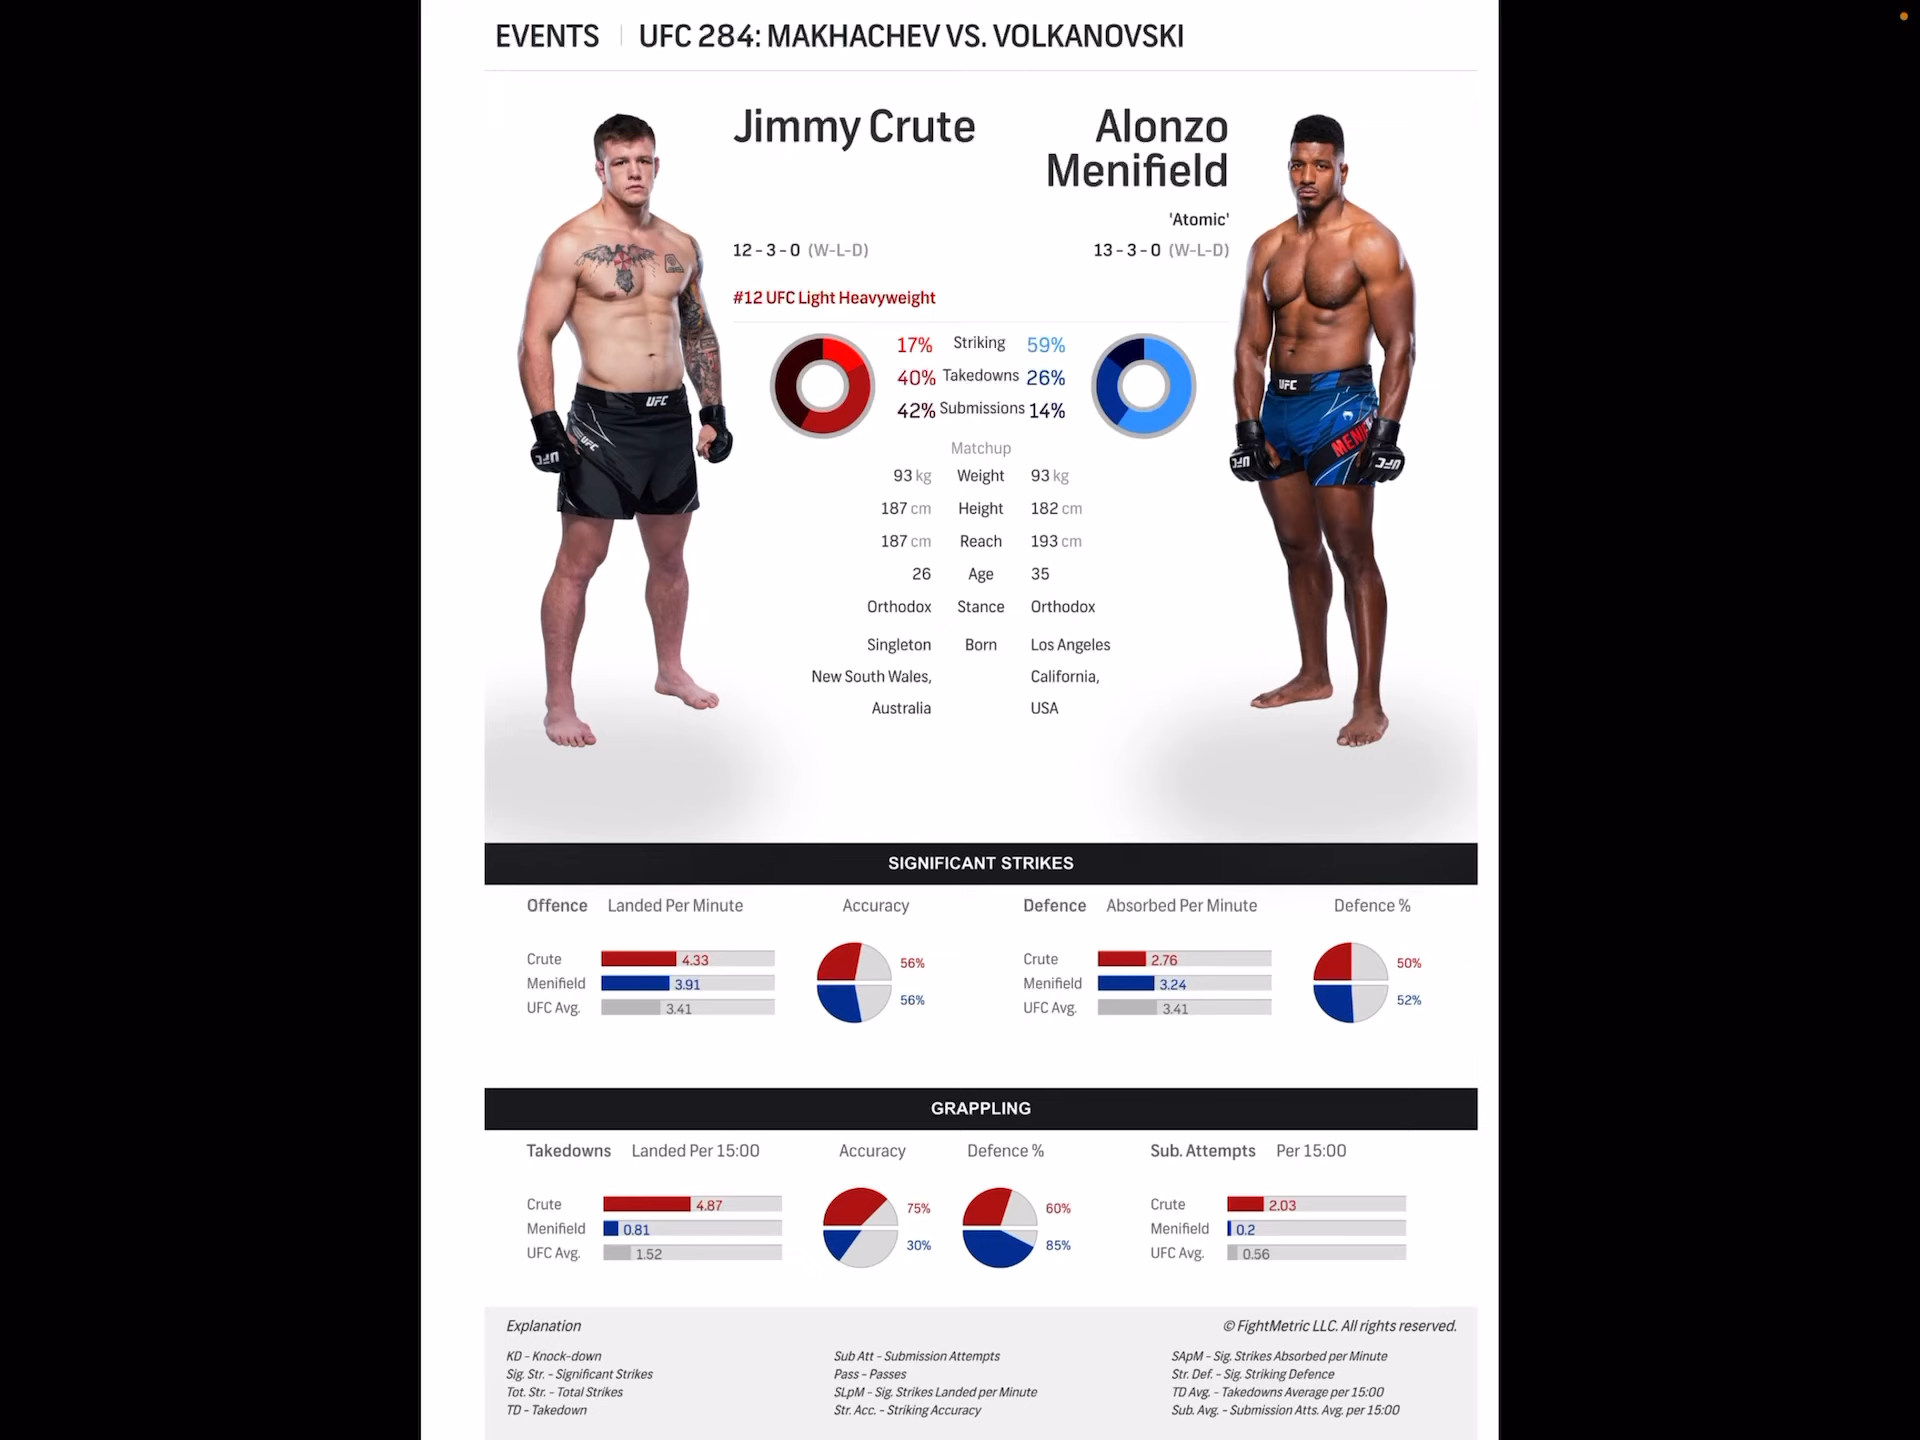 EVENTS | UFC 284: MAKHACHEV VS. VOLKANOVSKI
Jimmy Crute
Alonzo
Menifield
'Atomic'
12 - 3 - 0 (W-L-D)
13 - 3 - 0 (W-L-D)
#12 UFC Light Heavyweight
17% Striking 59%
40% Takedowns 26%
42% Submissions 14%
Matchup
93 kg Weight 93 kg
187 cm Height 182 cm
187 cm Reach 193 cm
26 Age 35
Orthodox Stance Orthodox
Singleton Born Los Angeles
New South Wales, California,
Australia USA
UFC
UFC
UFC
UFC
UFC
UFC
SIGNIFICANT STRIKES
Offence Landed Per Minute Accuracy Defence Absorbed Per Minute Defence %
Crute 4.33 56% Crute 2.76 50%
Menifield 3.91 56% Menifield 3.24 52%
UFC Avg. 3.41 UFC Avg. 3.41
GRAPPLING
Takedowns Landed Per 15:00 Accuracy Defence % Sub. Attempts Per 15:00
Crute 4.87 75% 60% Crute 2.03
Menifield 0.81 30% 85% Menifield 0.2
UFC Avg. 1.52 UFC Avg. 0.56
Explanation © FightMetric LLC. All rights reserved.
KD - Knock-down Sub Att - Submission Attempts SApM - Sig. Strikes Absorbed per Minute
Sig. Str. - Significant Strikes Pass - Passes Str. Def. - Sig. Striking Defence
Tot. Str. - Total Strikes SLpM - Sig. Strikes Landed per Minute TD Avg. - Takedowns Average per 15:00
TD - Takedown Str. Acc. - Striking Accuracy Sub. Avg. - Submission Atts. Avg. per 15:00